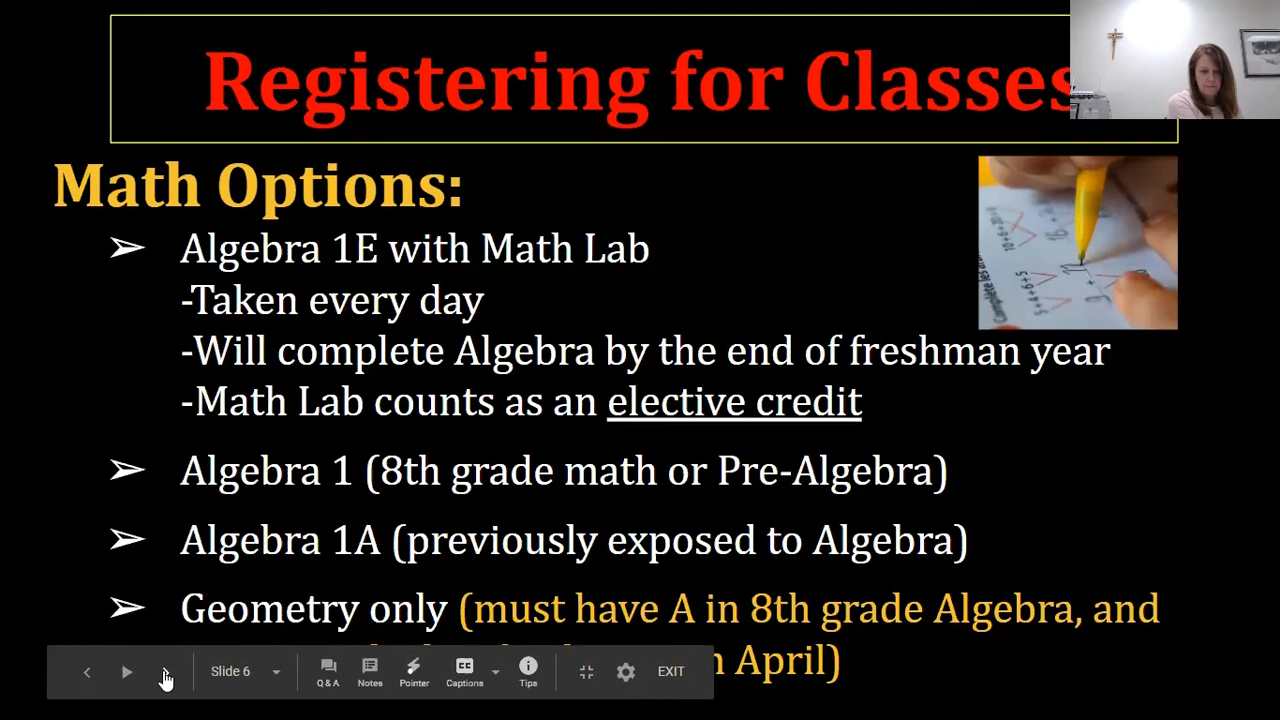 Registering for Classes
Math Options:
➢ Algebra 1E with Math Lab
-Taken every day
-Will complete Algebra by the end of freshman year
-Math Lab counts as an elective credit
➢ Algebra 1 (8th grade math or Pre-Algebra)
➢ Algebra 1A (previously exposed to Algebra)
➢ Geometry only (must have A in 8th grade Algebra, and
April)
Slide 6
Q & A
Notes
Pointer
CC
Captions
Tips
EXIT